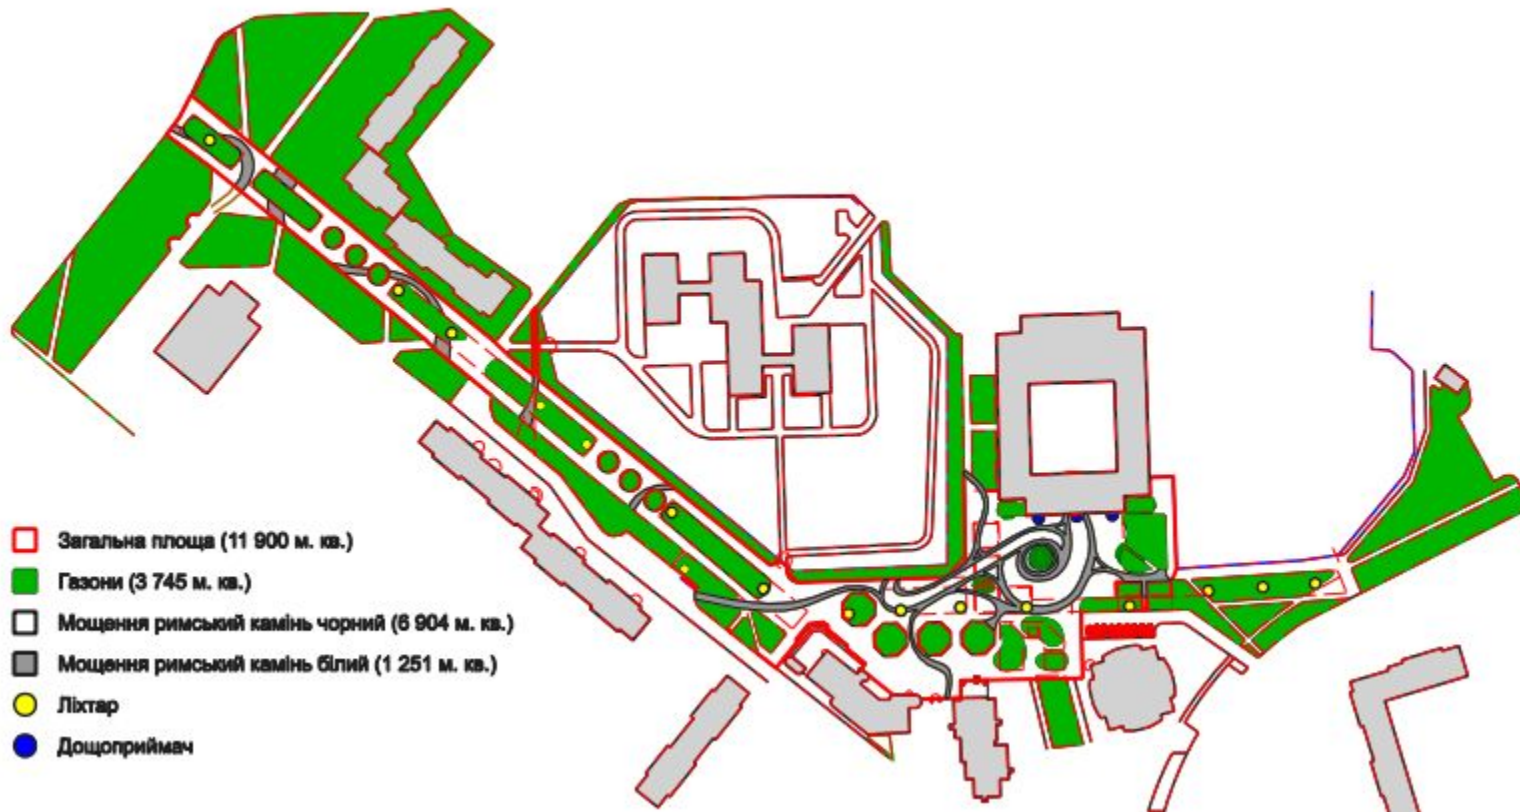 Загальна площа (11 900 м. кв.)
Газони (3 745 м. кв.)
Мощення римський камінь чорний (6 904 м. кв.)
Мощення римський камінь білий (1 251 м. кв.)
Ліхтар
Дощоприймач